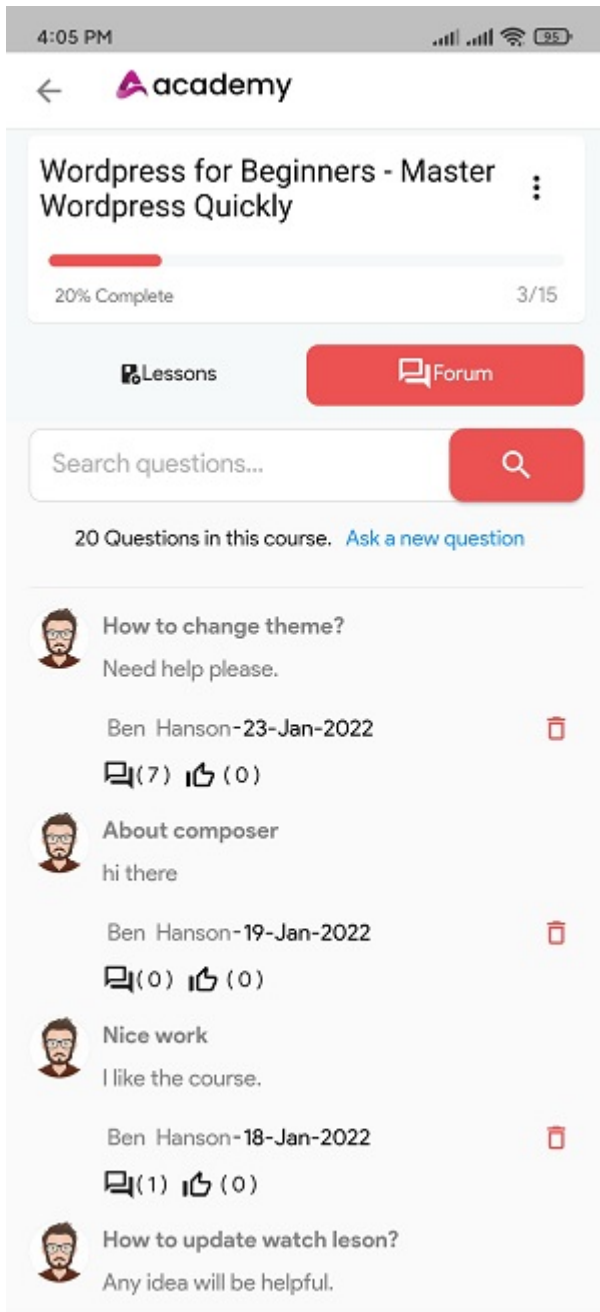 4:05 PM 95
academy
Wordpress for Beginners - Master
Wordpress Quickly
20% Complete 3/15
Lessons Forum
Search questions...
20 Questions in this course. Ask a new question
How to change theme?
Need help please.
Ben Hanson-23-Jan-2022
(7) (0)
About composer
hi there
Ben Hanson-19-Jan-2022
(0) (0)
Nice work
I like the course.
Ben Hanson-18-Jan-2022
(1) (0)
How to update watch leson?
Any idea will be helpful.